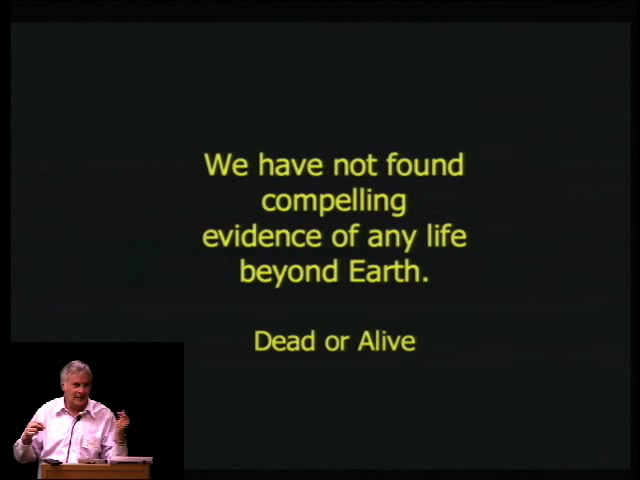 We have not found
compelling
evidence of any life
beyond Earth.
Dead or Alive